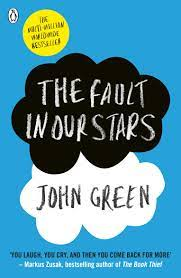 THE
MULTI-MILLION
WORLDWIDE
BESTSELLER
THE FAULT
IN OUR STARS
JOHN GREEN
"YOU LAUGH, YOU CRY, AND THEN YOU COME BACK FOR MORE"
– Markus Zusak, bestselling author of The Book Thief